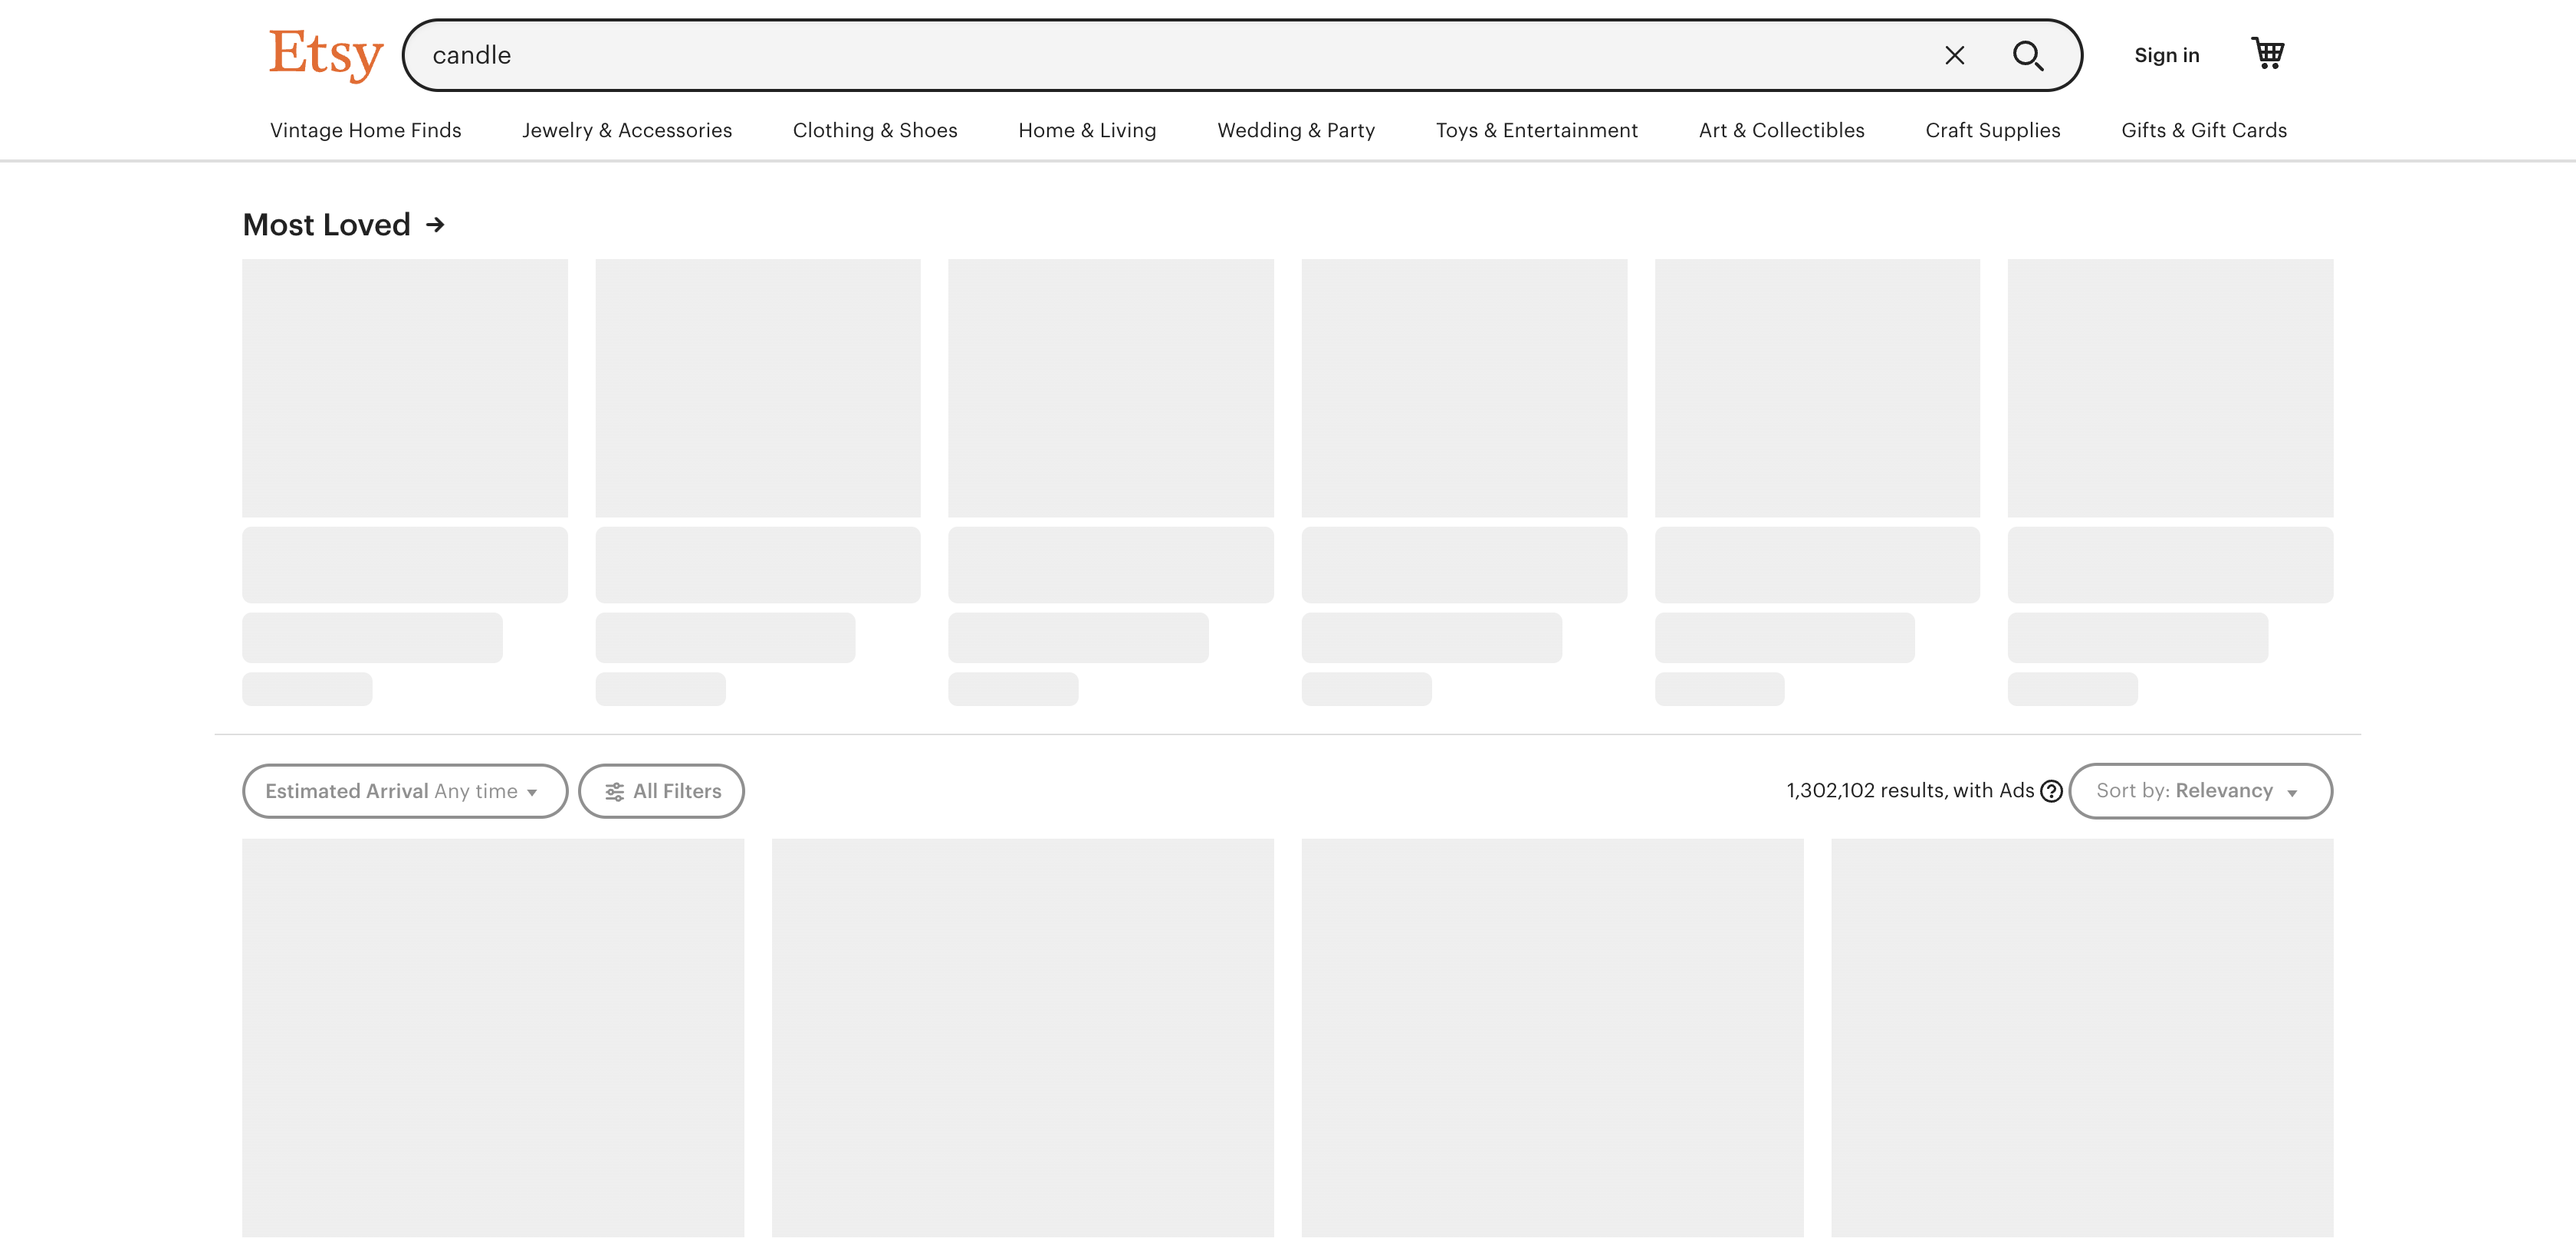 Etsy
candle
Sign in
Vintage Home Finds
Jewelry & Accessories
Clothing & Shoes
Home & Living
Wedding & Party
Toys & Entertainment
Art & Collectibles
Craft Supplies
Gifts & Gift Cards
Most Loved →
Estimated Arrival Any time
All Filters
1,302,102 results, with Ads ?
Sort by: Relevancy